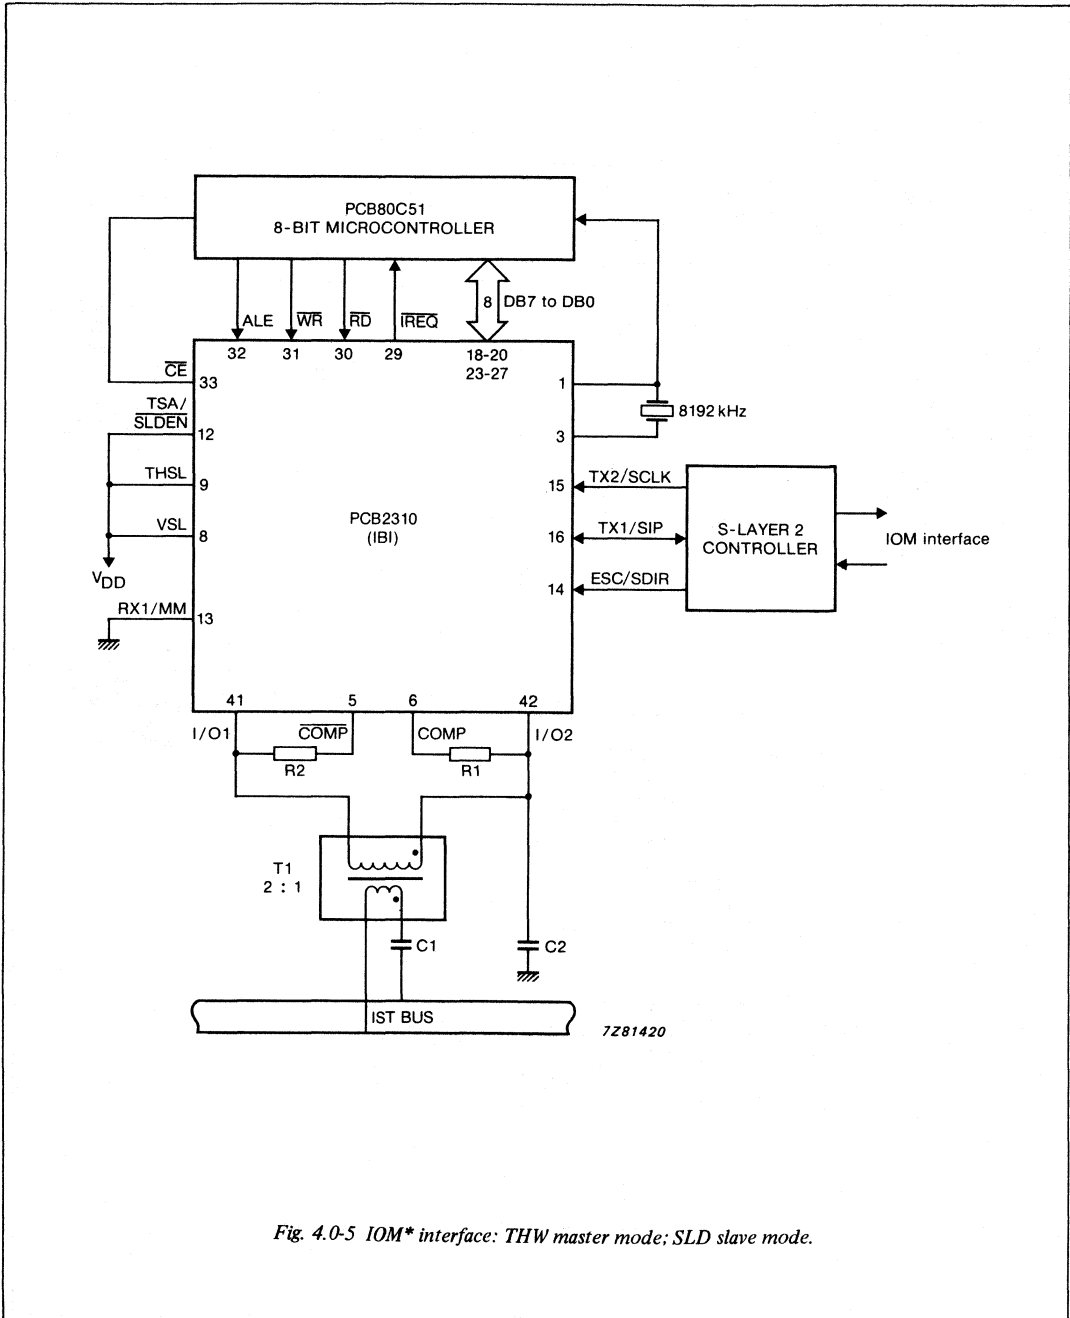 PCB80C51
8-BIT MICROCONTROLLER
8 DB7 to DB0
ALE WR RD IREQ
32 31 30 29 18-20
23-27
CE
33
1
TSA/
SLDEN
12
8192 kHz
3
THSL
9
15
TX2/SCLK
VSL
8
PCB2310
(IBI)
16
TX1/SIP
S-LAYER 2
CONTROLLER
IOM interface
VDD
14
ESC/SDIR
RX1/MM
13
41 5 6 42
I/O1 COMP COMP I/O2
R2 R1
T1
2 : 1
C1 C2
IST BUS
7Z81420
Fig. 4.0-5 IOM* interface: THW master mode; SLD slave mode.